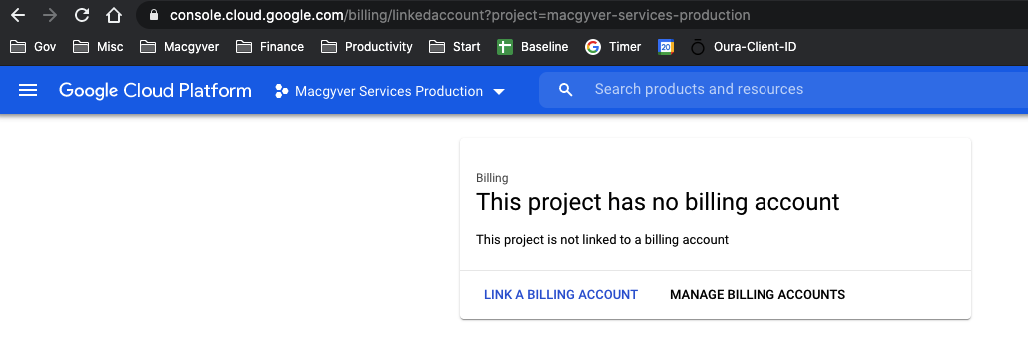 console.cloud.google.com/billing/linkedaccount?project=macgyver-services-production
Gov Misc Macgyver Finance Productivity Start Baseline Timer 20 Oura-Client-ID
Google Cloud Platform Macgyver Services Production Search products and resources
Billing
This project has no billing account
This project is not linked to a billing account
LINK A BILLING ACCOUNT MANAGE BILLING ACCOUNTS